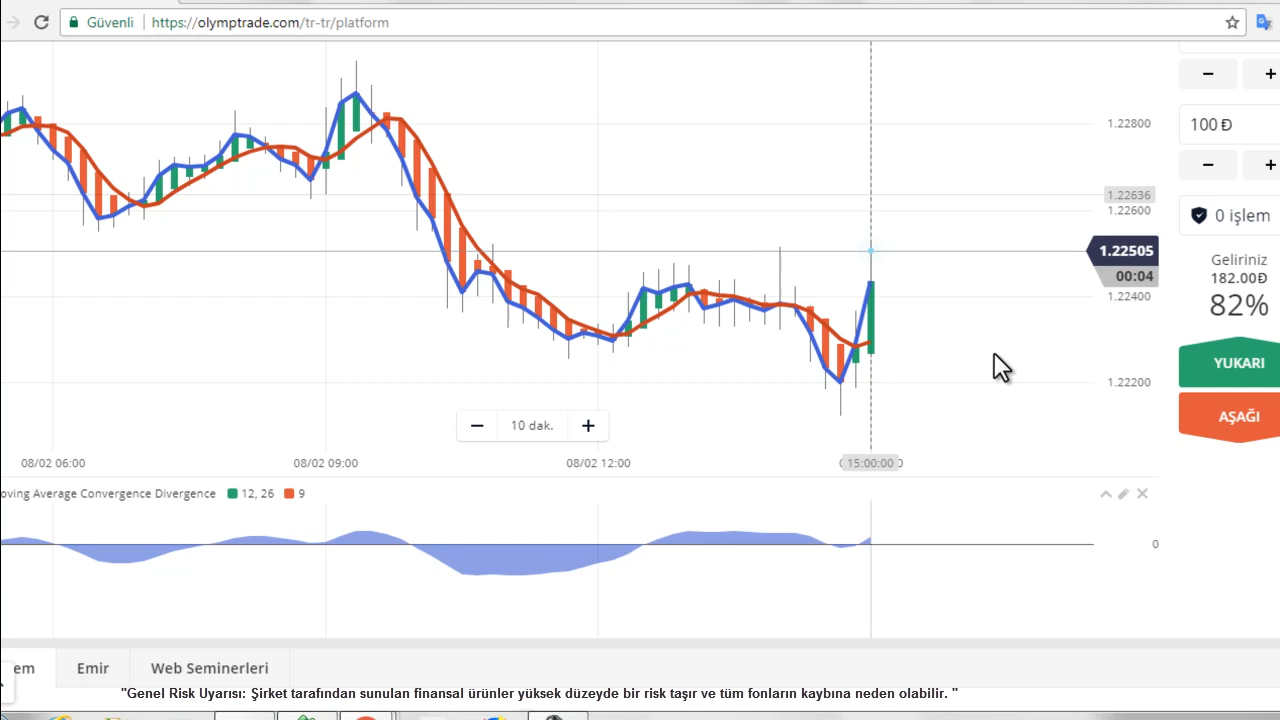 Güvenli
https://olymptrade.com/tr-tr/platform
1.22800
1.22636
1.22600
1.22505
00:04
1.22400
1.22200
− +
100 Đ
− +
0 işlem
Geliriniz
182.00Đ
82%
YUKARI
AŞAĞI
− 10 dak. +
08/02 06:00 08/02 09:00 08/02 12:00 15:00:00
oving Average Convergence Divergence 12, 26 9
0
em Emir Web Seminerleri
"Genel Risk Uyarısı: Şirket tarafından sunulan finansal ürünler yüksek düzeyde bir risk taşır ve tüm fonların kaybına neden olabilir. "